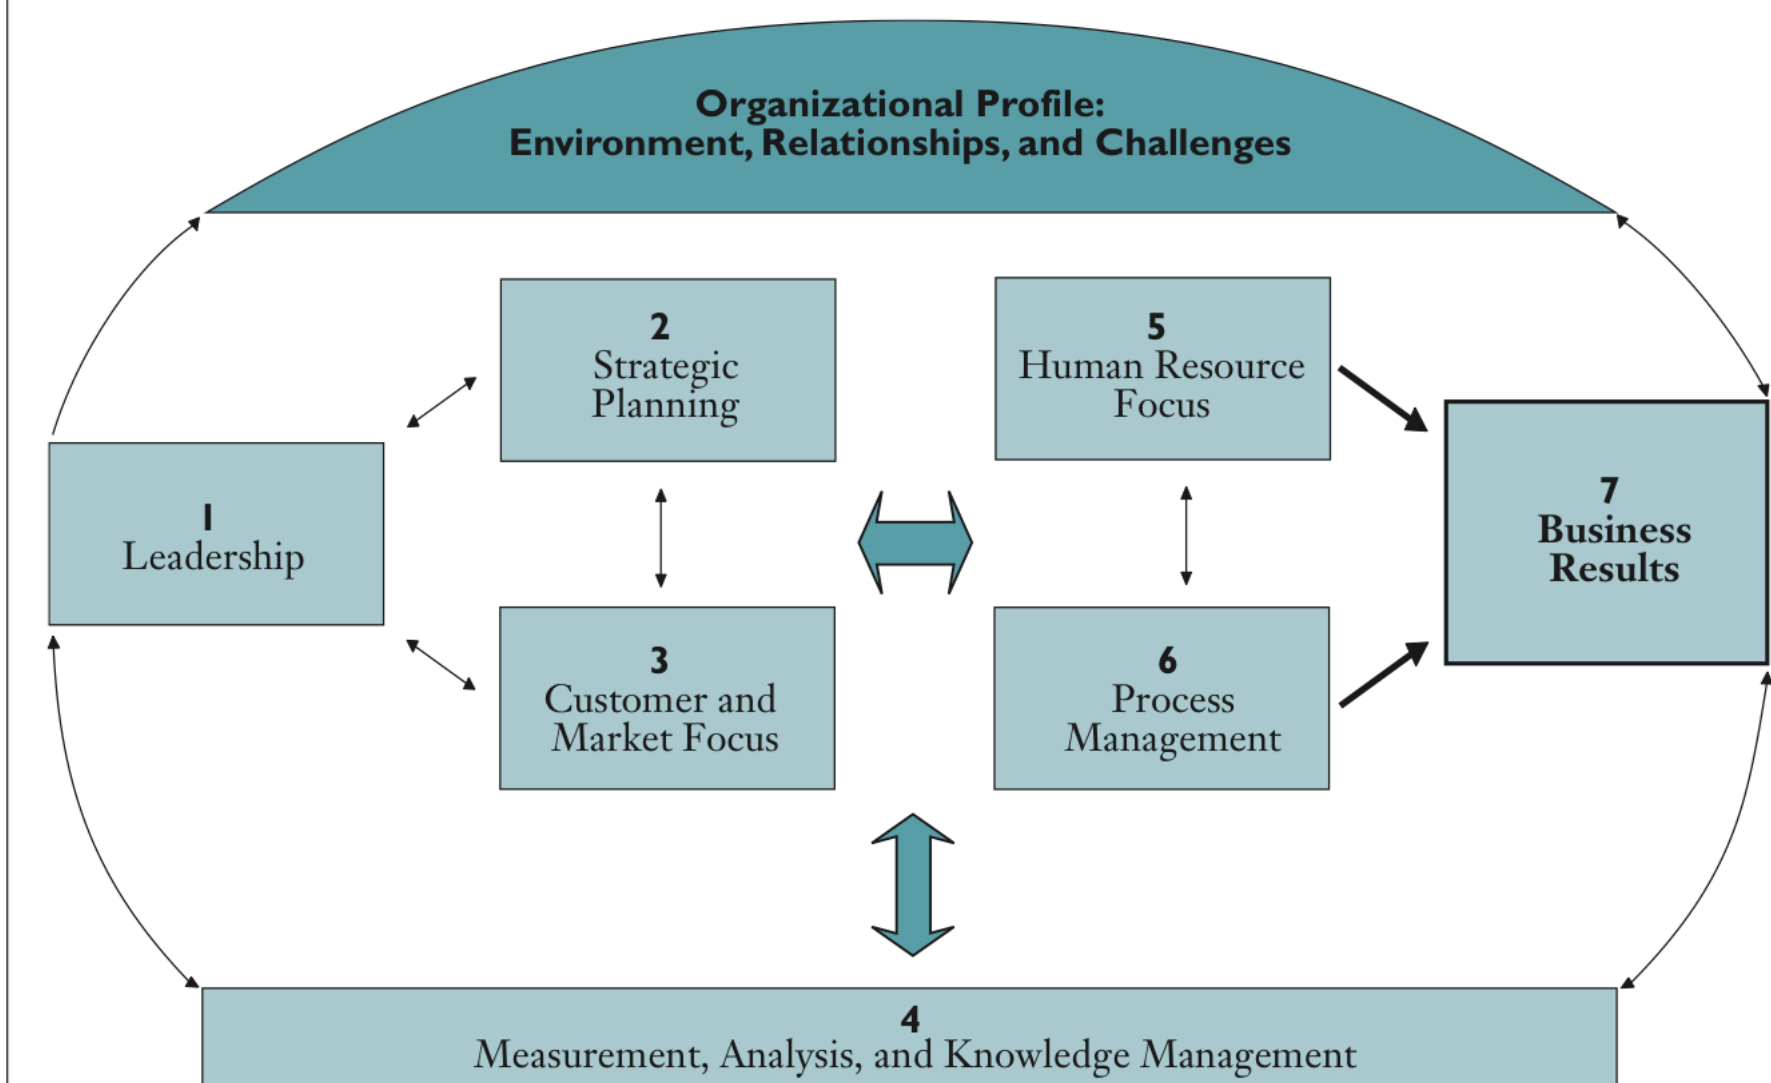 Organizational Profile:
Environment, Relationships, and Challenges
2
Strategic
Planning
5
Human Resource
Focus
1
Leadership
7
Business
Results
3
Customer and
Market Focus
6
Process
Management
4
Measurement, Analysis, and Knowledge Management